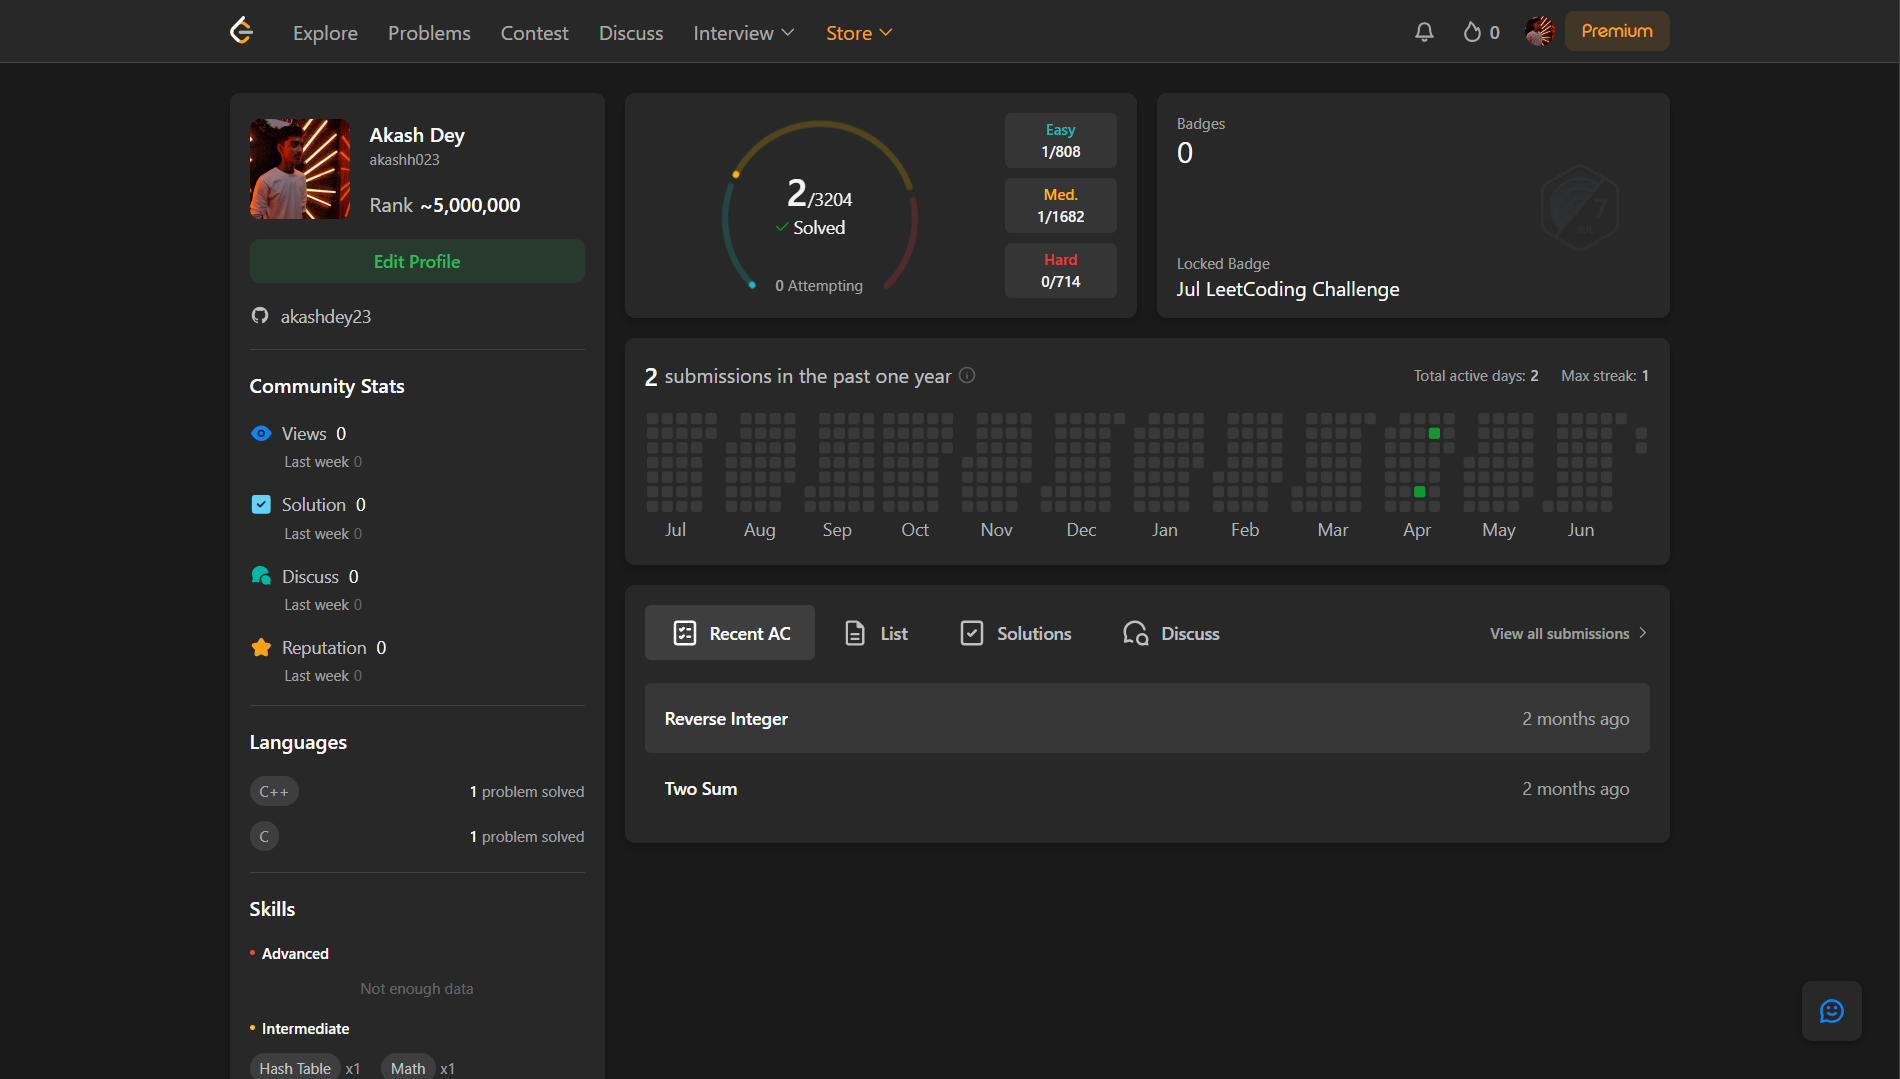 Explore Problems Contest Discuss Interview Store 0 Premium
Akash Dey
akashh023
Rank ~5,000,000
Edit Profile
akashdey23
Community Stats
Views 0
Last week 0
Solution 0
Last week 0
Discuss 0
Last week 0
Reputation 0
Last week 0
Languages
C++ 1 problem solved
C 1 problem solved
Skills
Advanced
Not enough data
Intermediate
Hash Table x1 Math x1
2/3204
Solved
0 Attempting
Easy
1/808
Med.
1/1682
Hard
0/714
Badges
0
7
JUL
Locked Badge
Jul LeetCoding Challenge
2 submissions in the past one year Total active days: 2 Max streak: 1
Jul Aug Sep Oct Nov Dec Jan Feb Mar Apr May Jun
Recent AC List Solutions Discuss View all submissions
Reverse Integer 2 months ago
Two Sum 2 months ago